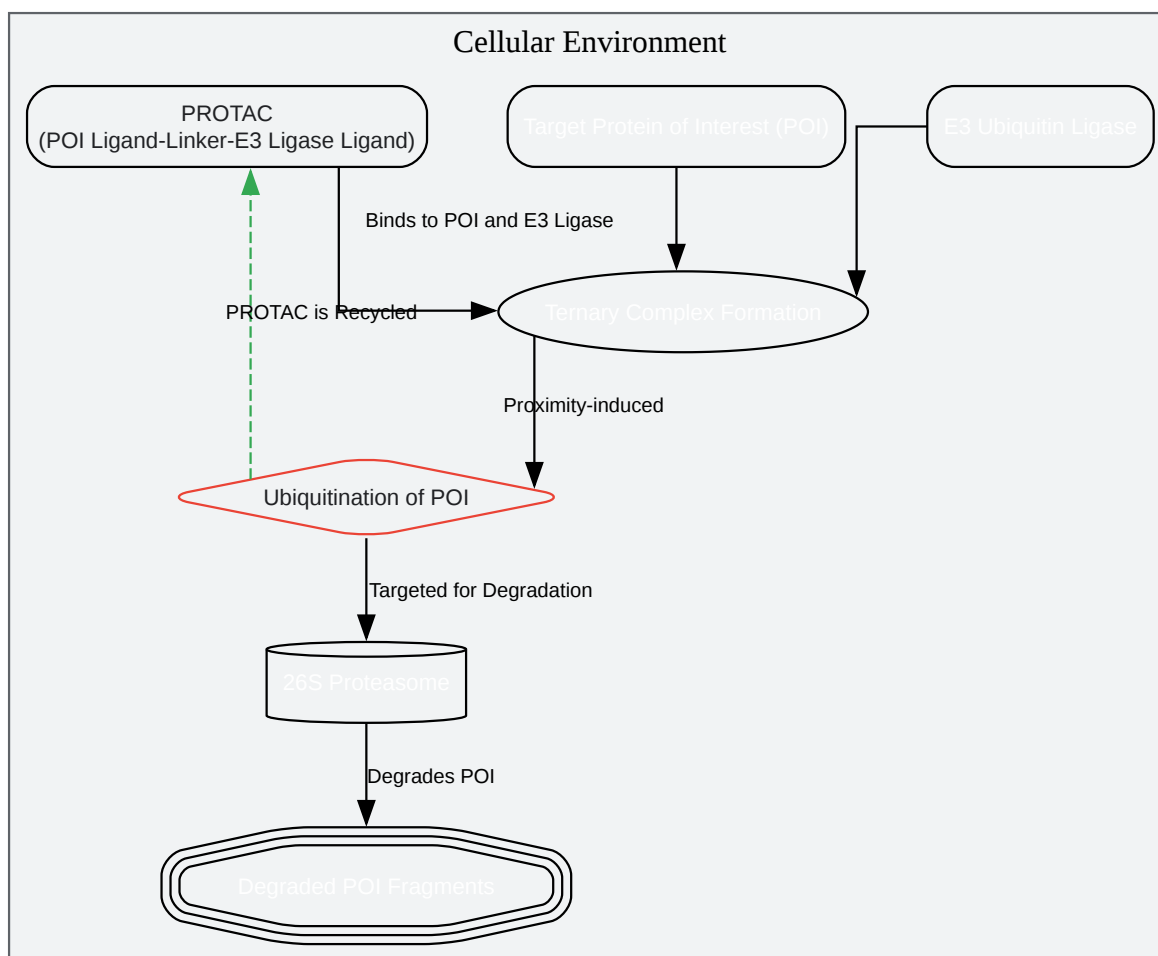 Cellular Environment
PROTAC
(POI Ligand-Linker-E3 Ligase Ligand)
Target Protein of Interest (POI)
E3 Ubiquitin Ligase
Binds to POI and E3 Ligase
PROTAC is Recycled
Ternary Complex Formation
Proximity-induced
Ubiquitination of POI
Targeted for Degradation
26S Proteasome
Degrades POI
Degraded POI Fragments